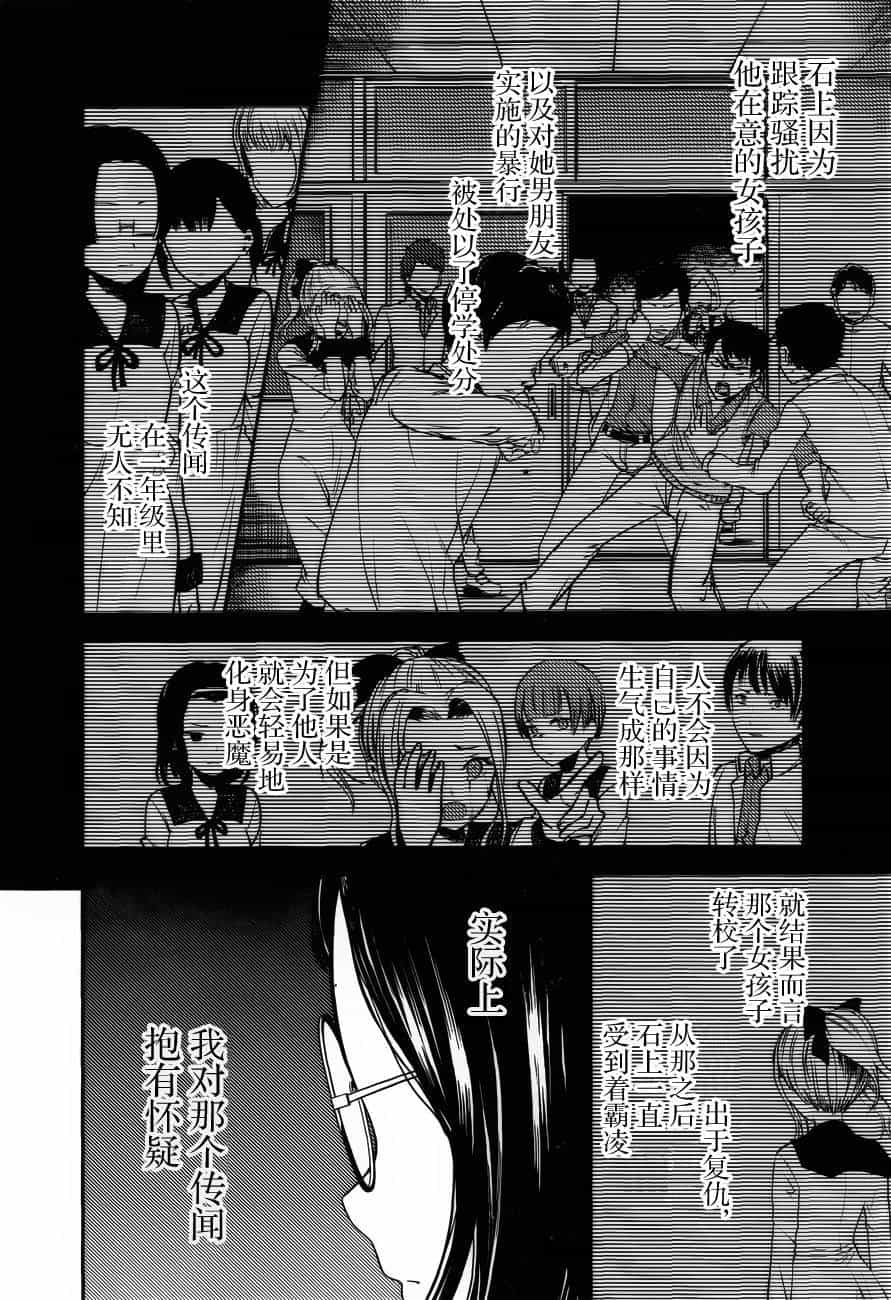 石上因为
跟踪骚扰
他在意的女孩子
以及对她男朋友
实施的暴行
被处以了停学处分
这个传闻
在二年级里
无人不知
人不会因为
自己的事情
生气成那样
但如果是
为了他人
就会轻易地
化身恶魔
就结果而言
那个女孩子
转校了
出于复仇，
从那之后
石上一直
受到着霸凌
实际上
我对那个传闻
抱有怀疑